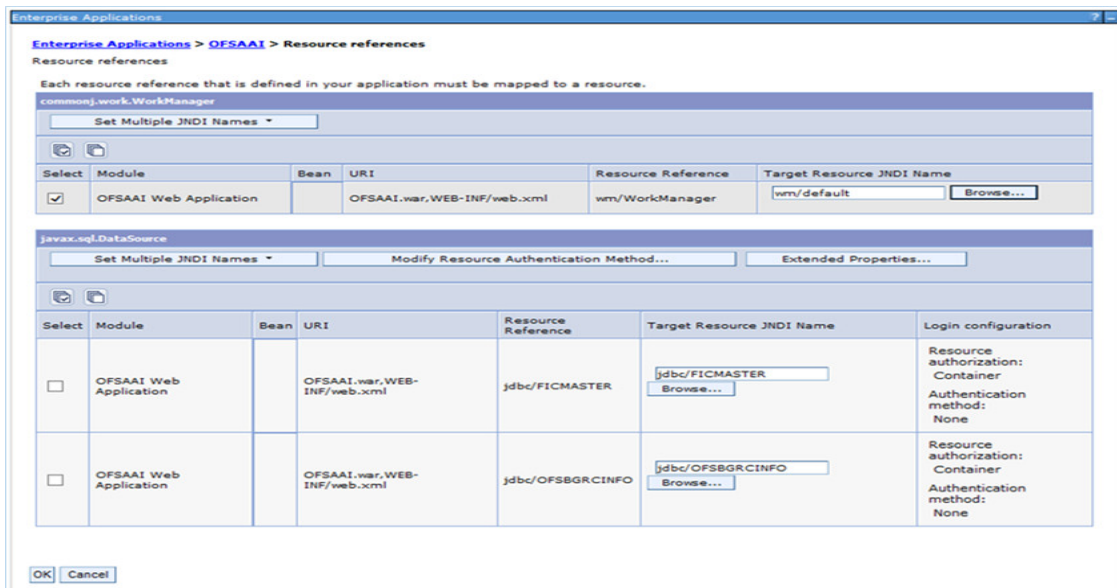 Enterprise Applications ? –
Enterprise Applications > OFSAAI > Resource references
Resource references
Each resource reference that is defined in your application must be mapped to a resource.
commonj.work.WorkManager
Set Multiple JNDI Names
Select Module Bean URI Resource Reference Target Resource JNDI Name
OFSAAI Web Application OFSAAI.war,WEB-INF/web.xml wm/WorkManager wm/default Browse...
javax.sql.DataSource
Set Multiple JNDI Names Modify Resource Authentication Method... Extended Properties...
Select Module Bean URI Resource Reference Target Resource JNDI Name Login configuration
OFSAAI Web Application OFSAAI.war,WEB-INF/web.xml jdbc/FICMASTER jdbc/FICMASTER Browse... Resource authorization: Container Authentication method: None
OFSAAI Web Application OFSAAI.war,WEB-INF/web.xml jdbc/OFSBGRCINFO jdbc/OFSBGRCINFO Browse... Resource authorization: Container Authentication method: None
OK Cancel